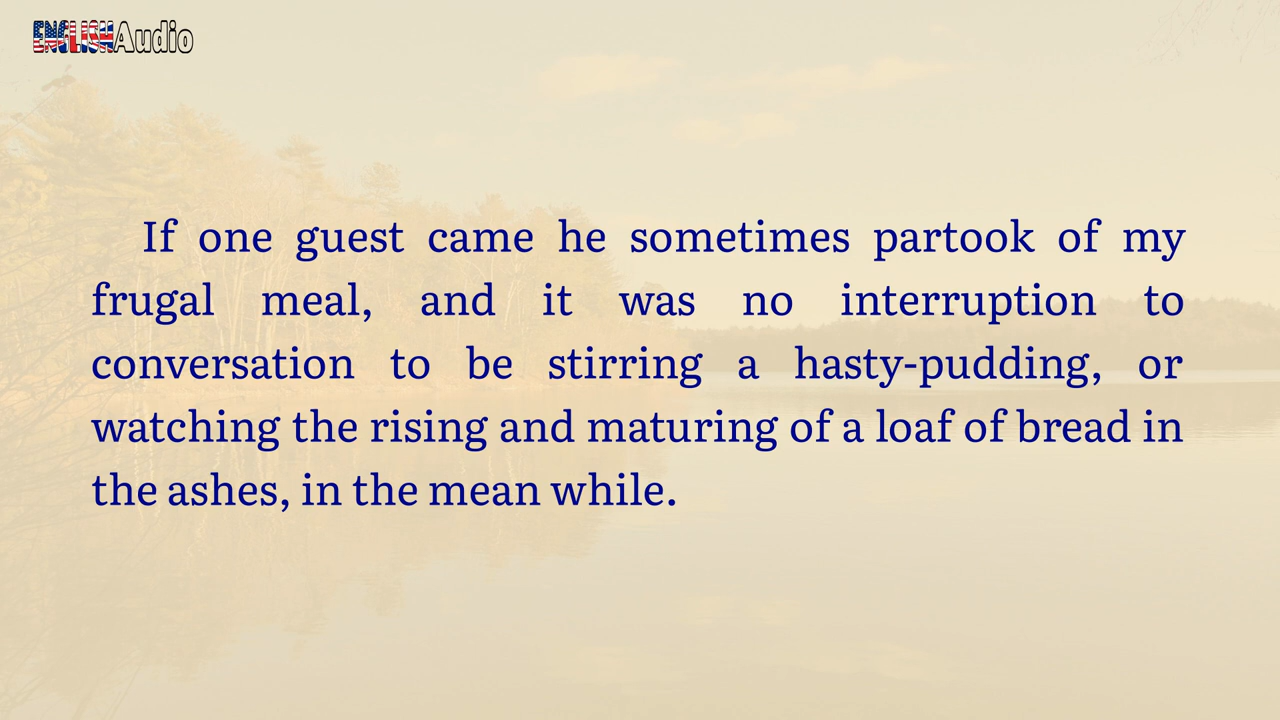 ENGLISHAudio
If one guest came he sometimes partook of my
frugal meal, and it was no interruption to
conversation to be stirring a hasty-pudding, or
watching the rising and maturing of a loaf of bread in
the ashes, in the mean while.